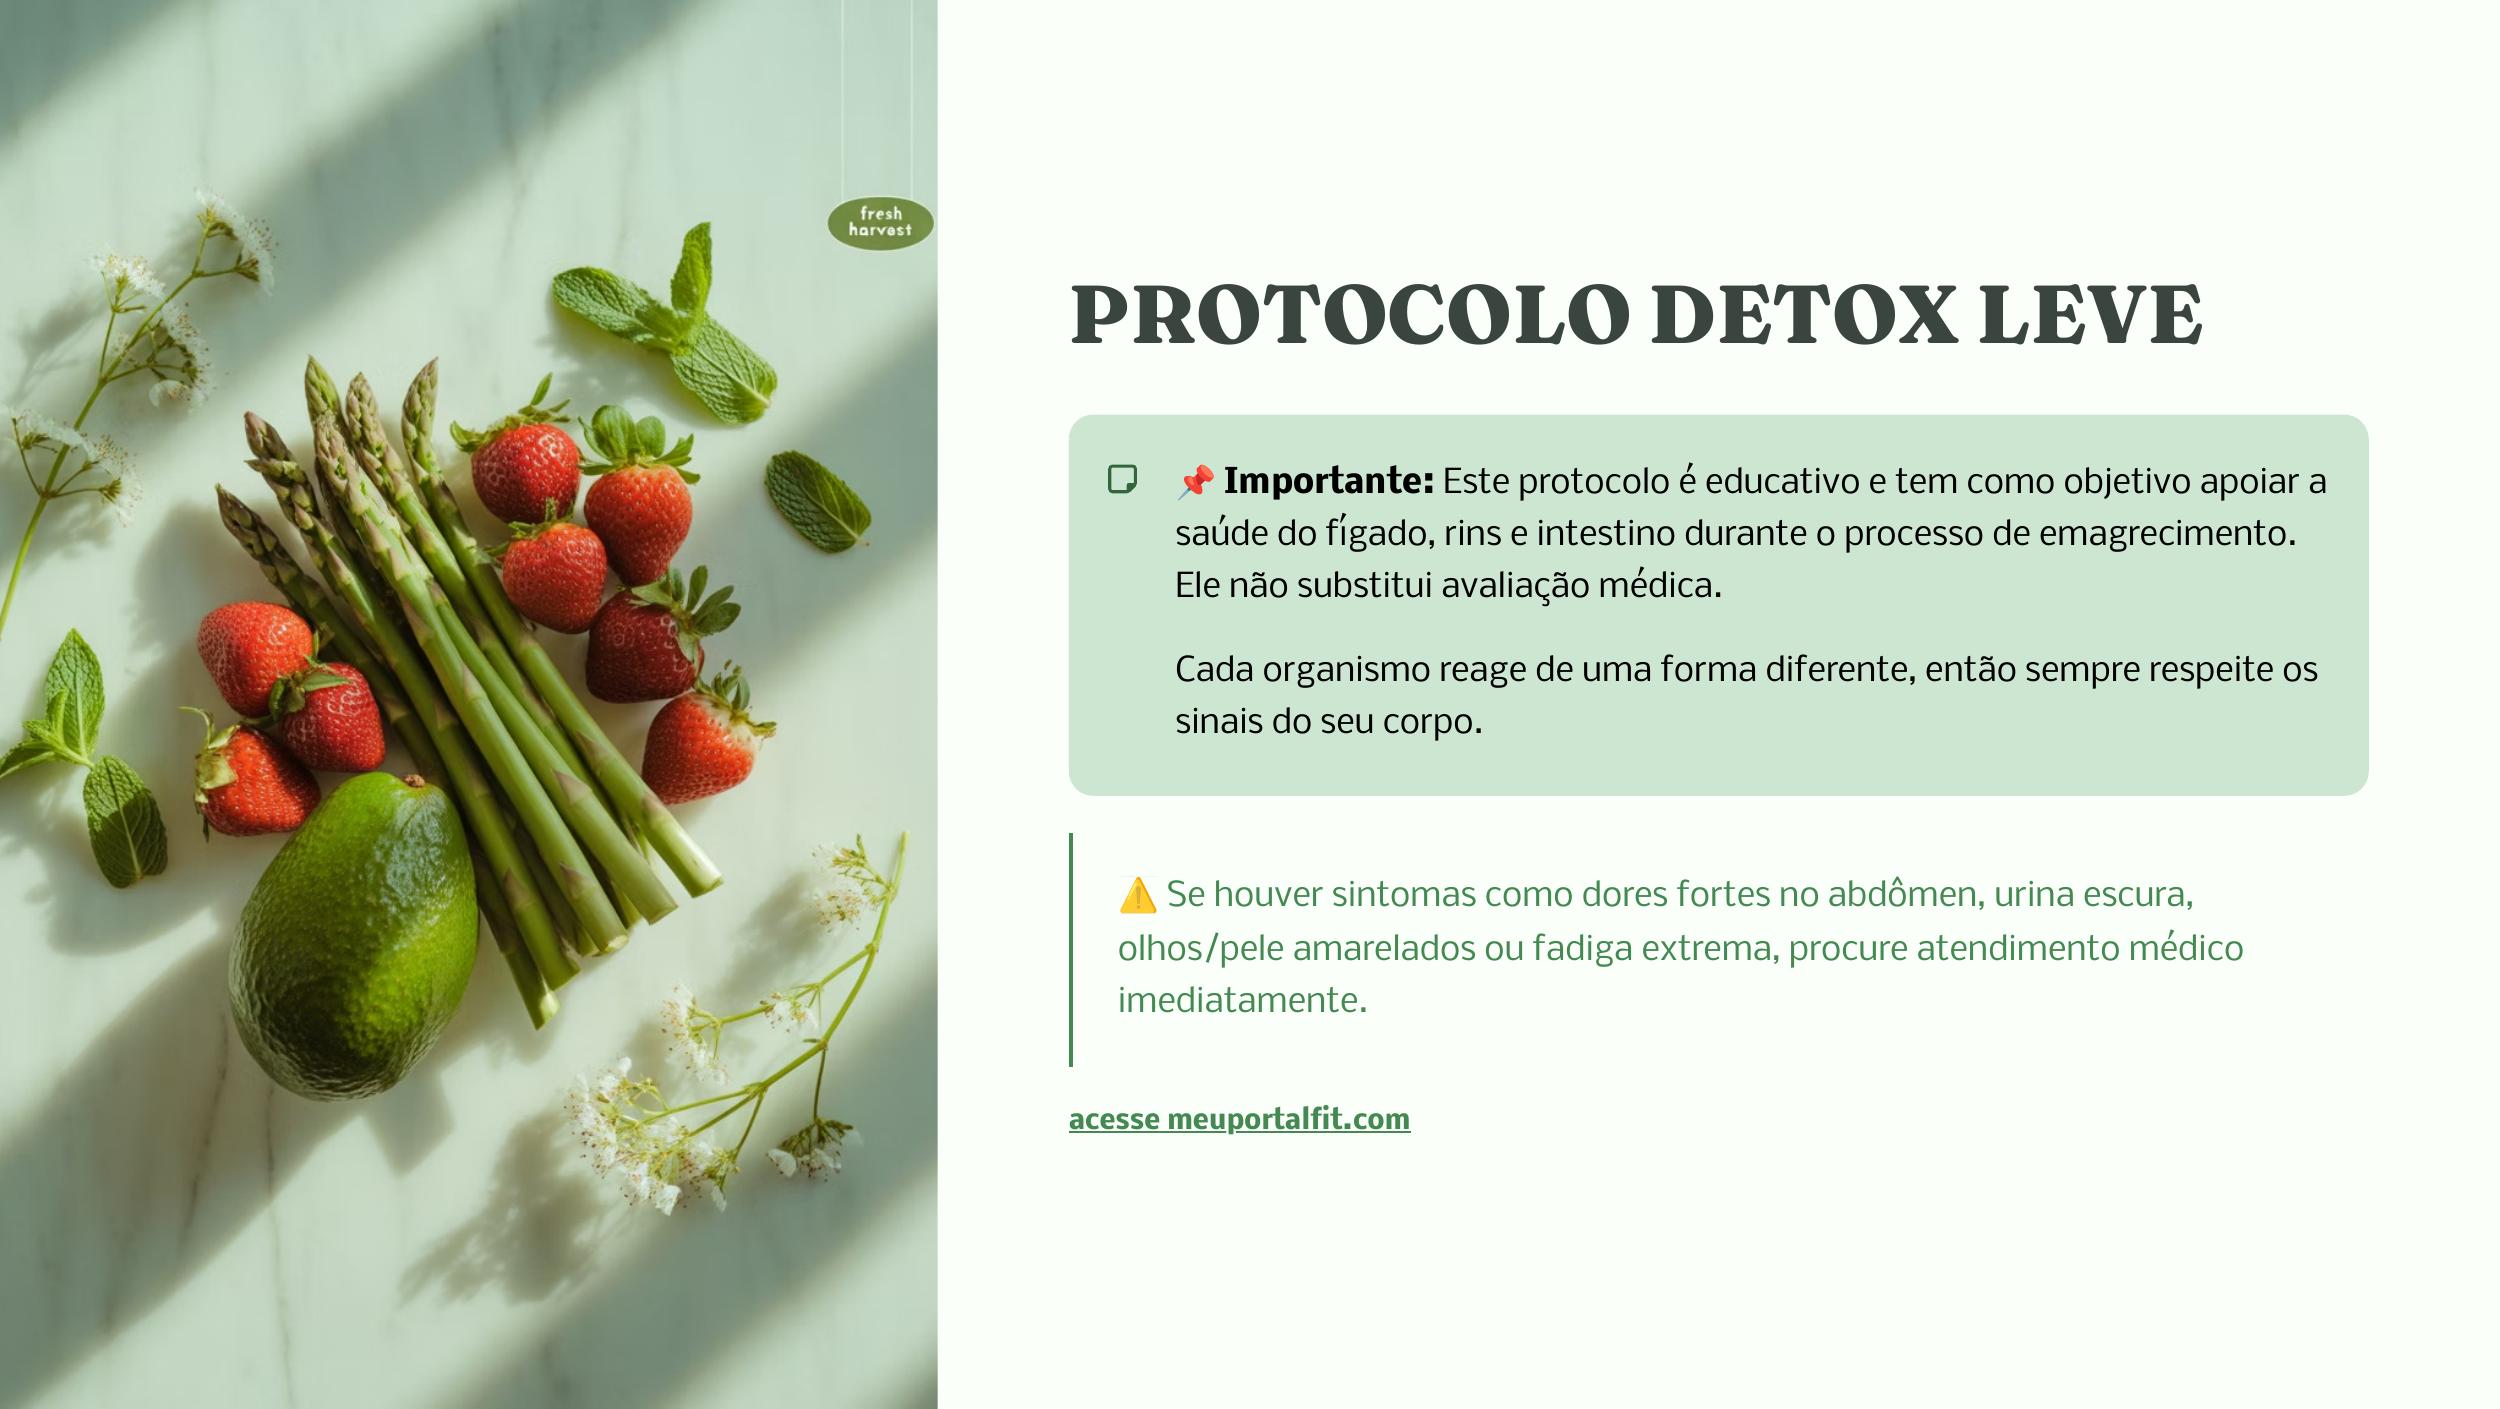 fresh
harvest
PROTOCOLO DETOX LEVE
📌 Importante: Este protocolo é educativo e tem como objetivo apoiar a
saúde do fígado, rins e intestino durante o processo de emagrecimento.
Ele não substitui avaliação médica.
Cada organismo reage de uma forma diferente, então sempre respeite os
sinais do seu corpo.
⚠️ Se houver sintomas como dores fortes no abdômen, urina escura,
olhos/pele amarelados ou fadiga extrema, procure atendimento médico
imediatamente.
acesse meuportalfit.com